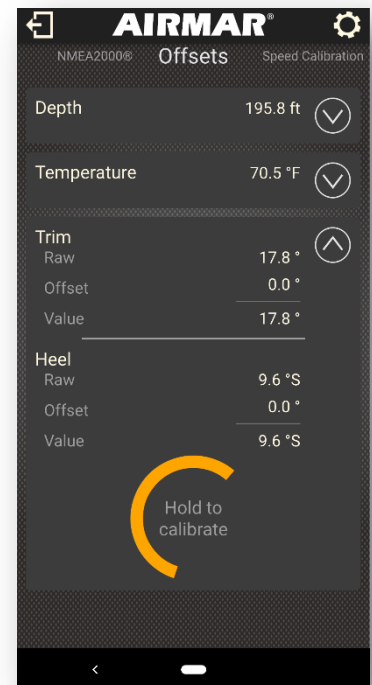 AIRMAR®
NMEA2000® Offsets Speed Calibration
Depth 195.8 ft
Temperature 70.5 °F
Trim
Raw 17.8 °
Offset 0.0 °
Value 17.8 °
Heel
Raw 9.6 °S
Offset 0.0 °
Value 9.6 °S
Hold to
calibrate